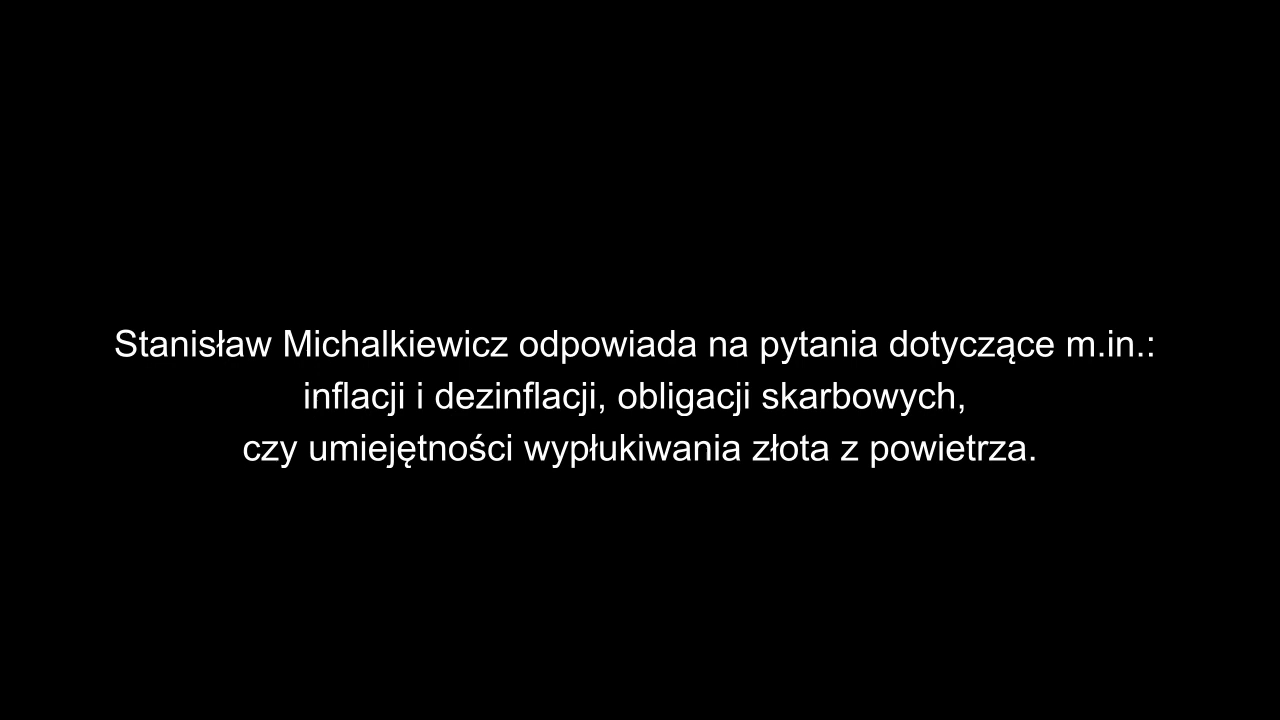 Stanisław Michalkiewicz odpowiada na pytania dotyczące m.in.:
inflacji i dezinflacji, obligacji skarbowych,
czy umiejętności wypłukiwania złota z powietrza.